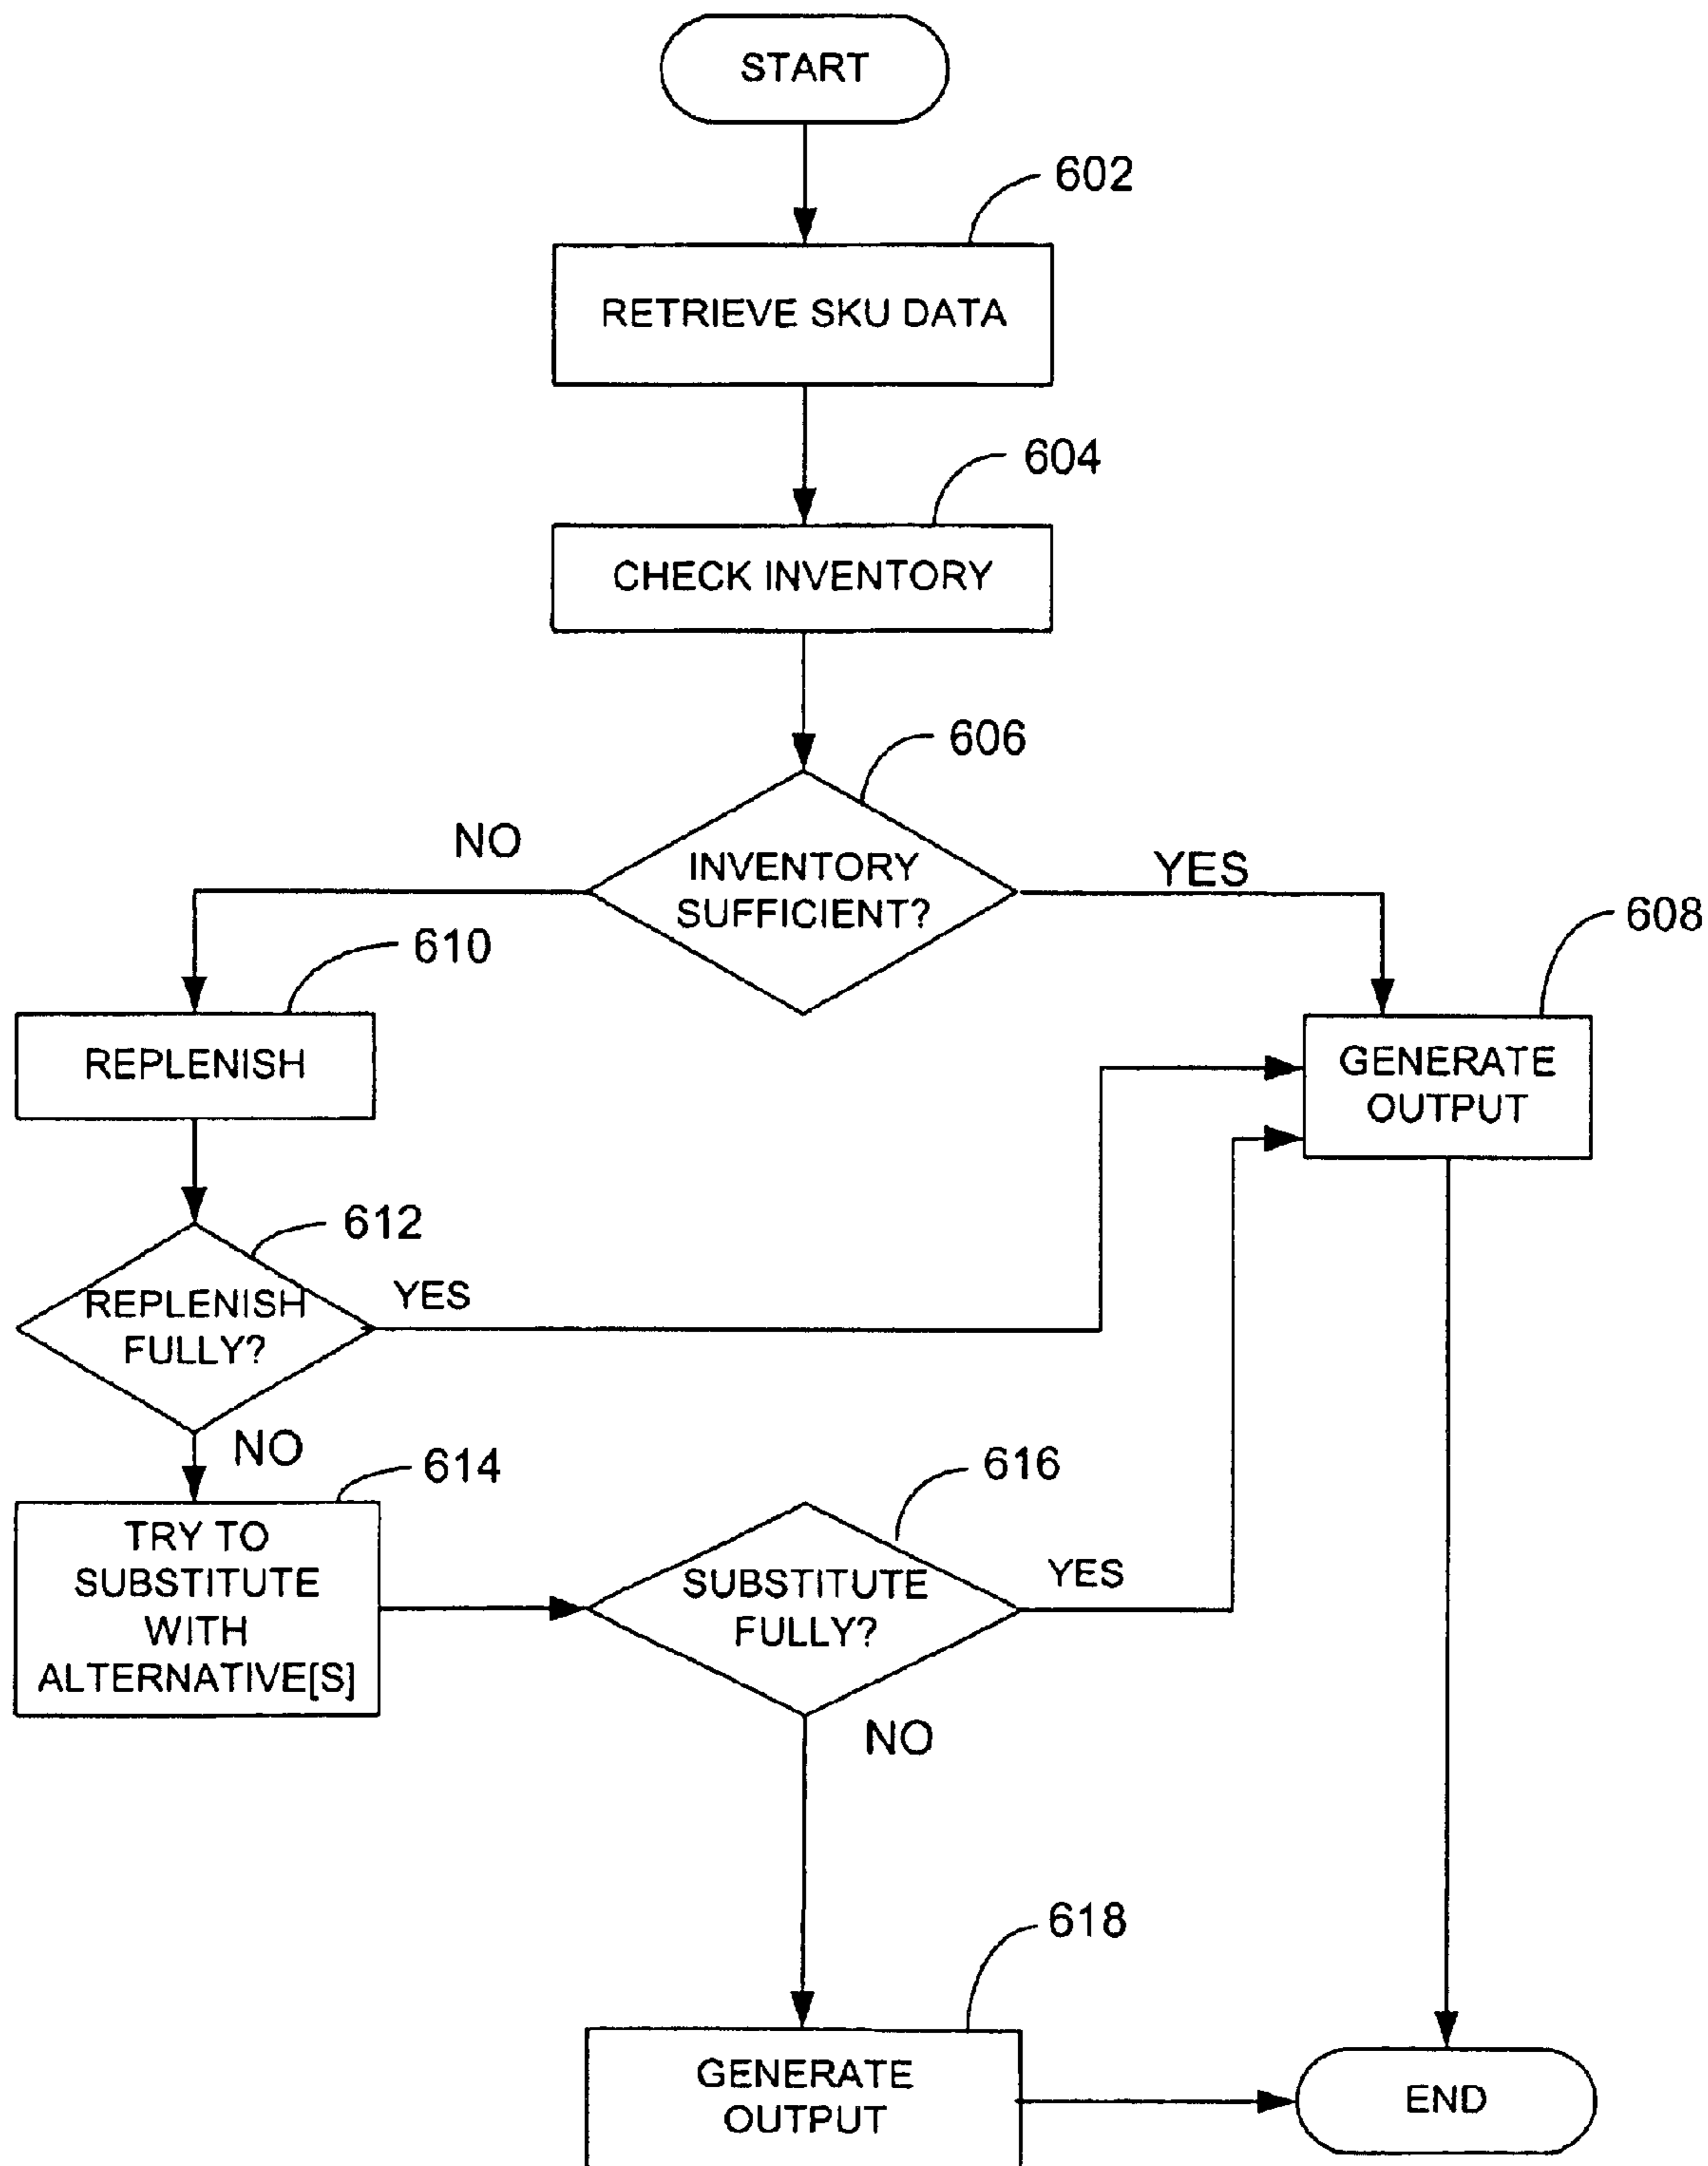 START
602
RETRIEVE SKU DATA
604
CHECK INVENTORY
606
NO
INVENTORY
SUFFICIENT?
YES
608
610
REPLENISH
GENERATE
OUTPUT
612
REPLENISH
FULLY?
YES
NO
614
TRY TO
SUBSTITUTE
WITH
ALTERNATIVE[S]
616
SUBSTITUTE
FULLY?
YES
NO
618
GENERATE
OUTPUT
END